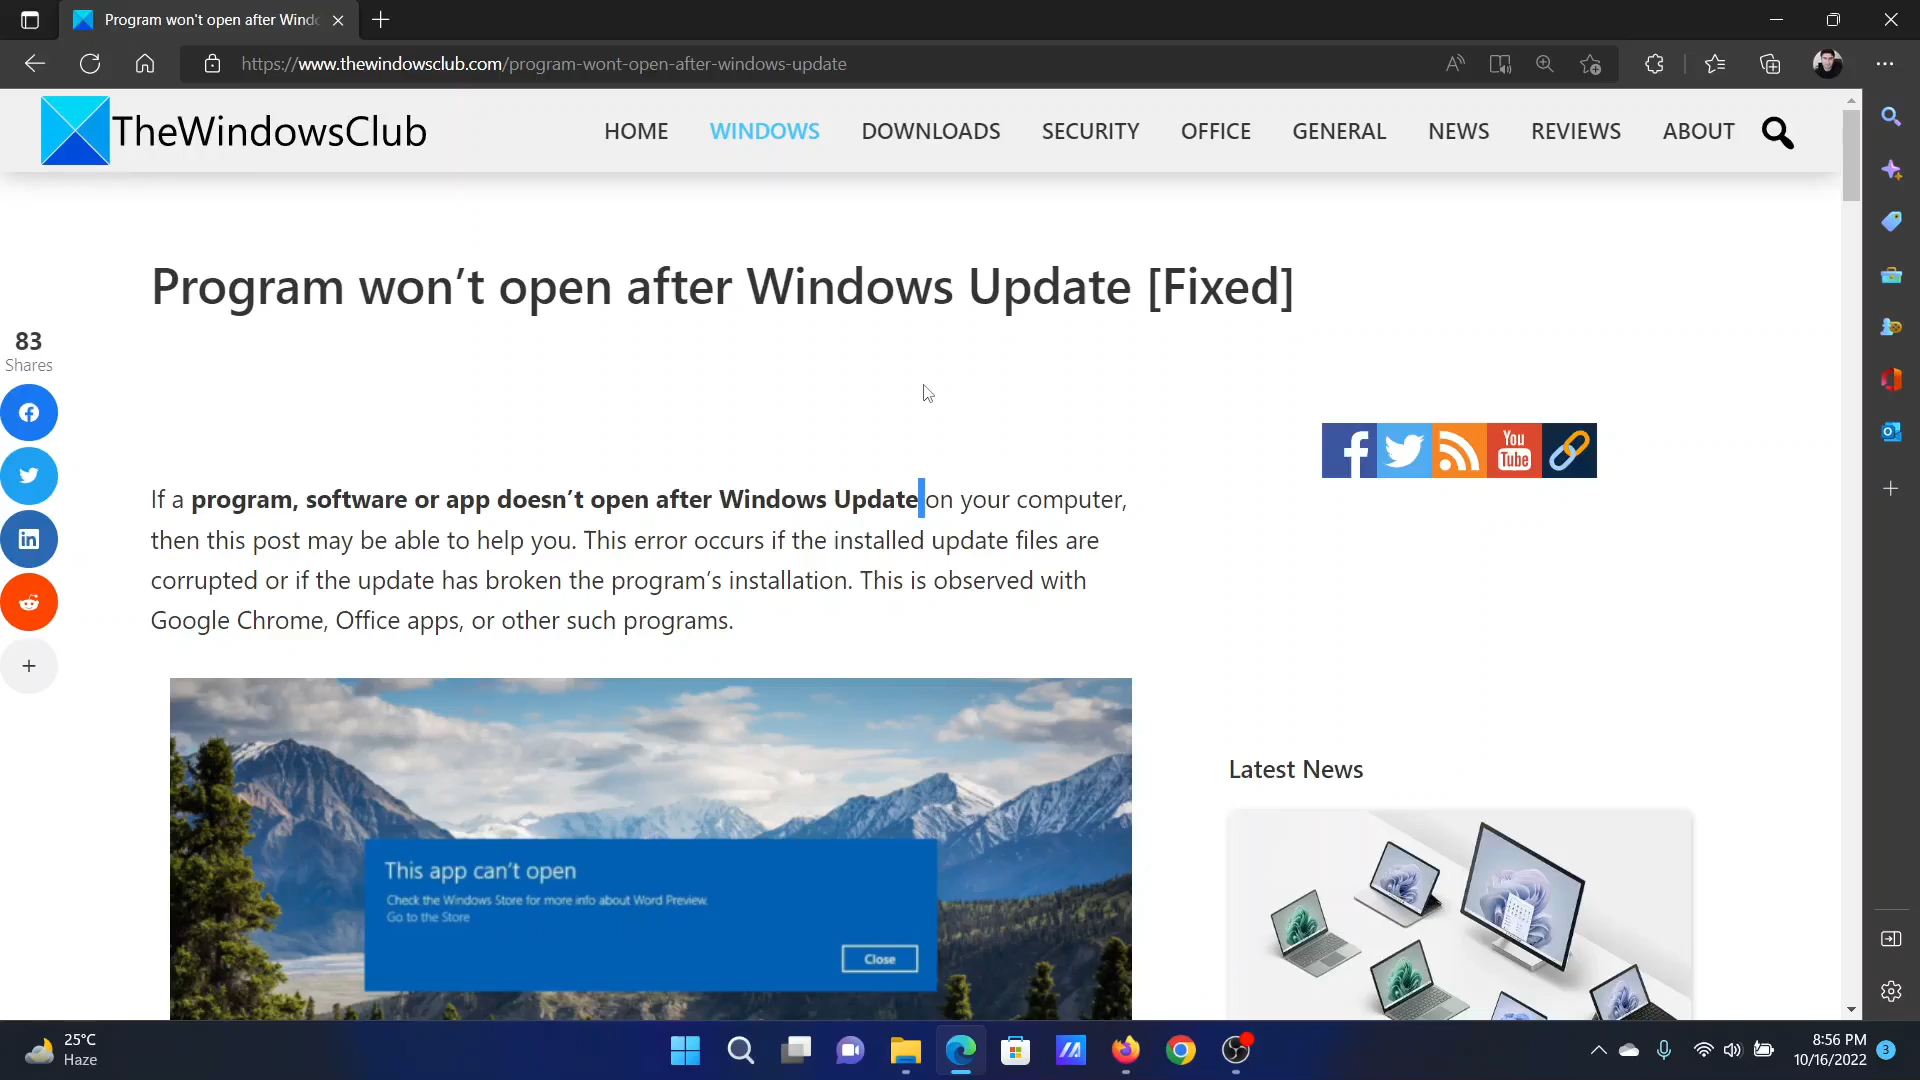 Program won't open after Wind
https://www.thewindowsclub.com/program-wont-open-after-windows-update
TheWindowsClub
HOME WINDOWS DOWNLOADS SECURITY OFFICE GENERAL NEWS REVIEWS ABOUT
Program won’t open after Windows Update [Fixed]
83
Shares
You
Tube
If a program, software or app doesn’t open after Windows Update on your computer,
then this post may be able to help you. This error occurs if the installed update files are
corrupted or if the update has broken the program’s installation. This is observed with
Google Chrome, Office apps, or other such programs.
Latest News
This app can’t open
Check the Windows Store for more info about Word Preview.
Go to the Store
Close
25°C
Haze
8:56 PM
10/16/2022
3